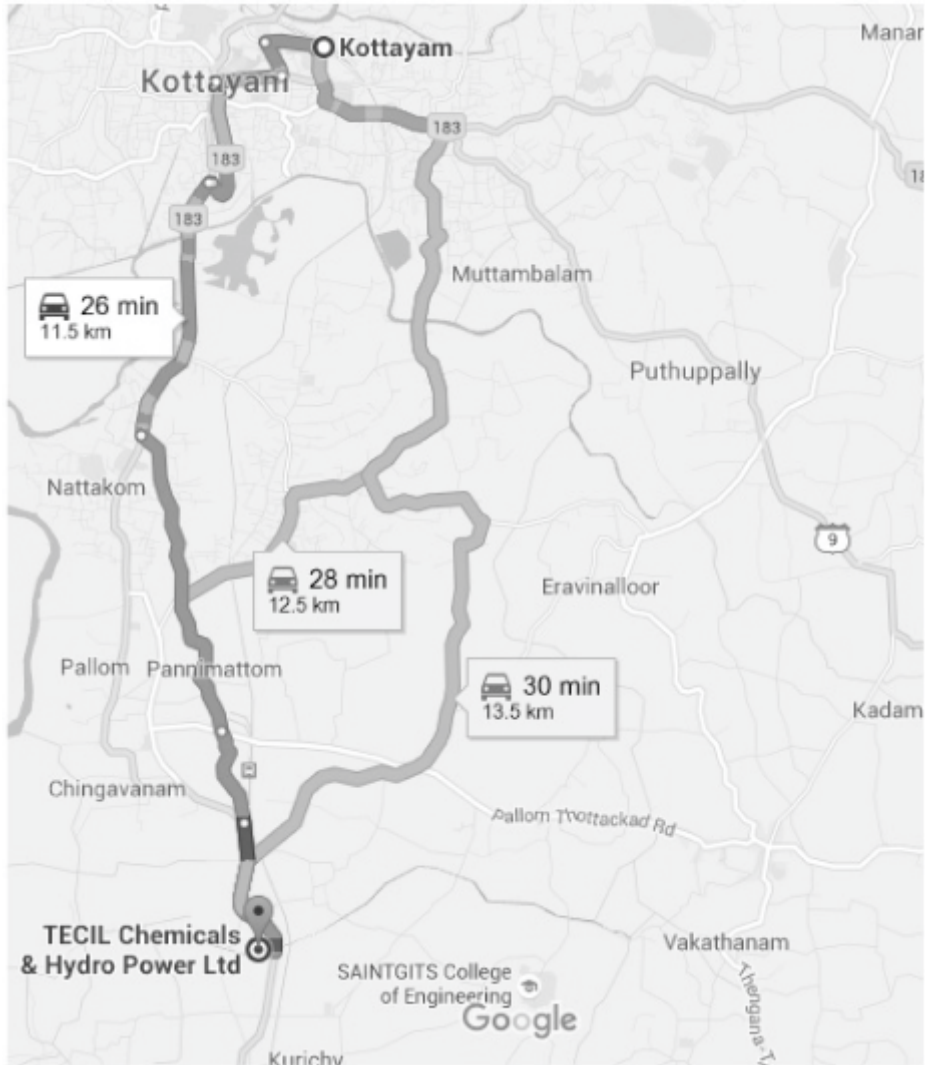 Manar
Kottayam
Kottayam
183
183
18
183
Muttambalam
26 min
11.5 km
Puthuppally
Nattakom
9
28 min
12.5 km
Eravinalloor
Pallom
Pannimattom
30 min
13.5 km
Kadam
Chingavanam
Pallom Thottackad Rd
TECIL Chemicals
& Hydro Power Ltd
Vakathanam
SAINTGITS College
of Engineering
Google
Thengana-T
Kurichy